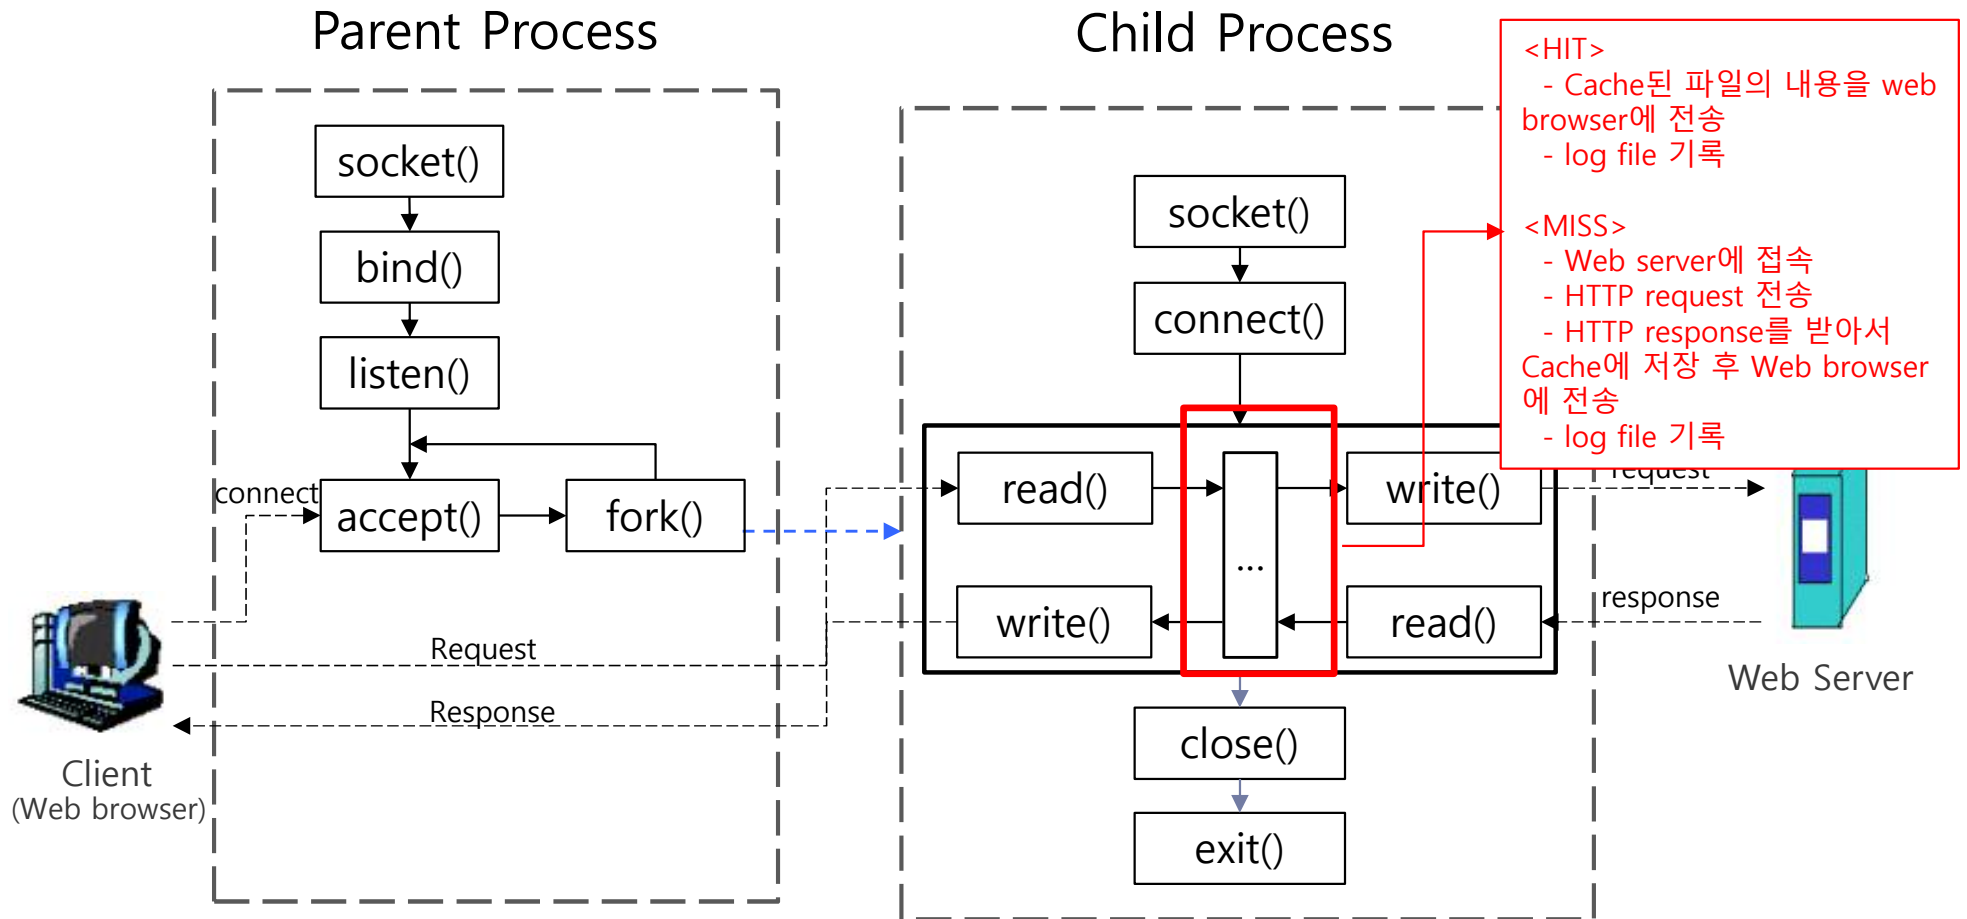 Parent Process
Child Process
socket()
bind()
listen()
connect
accept()
fork()
Request
Response
Client
(Web browser)
socket()
connect()
read()
...
write()
write()
read()
close()
exit()
<HIT>
- Cache된 파일의 내용을 web
browser에 전송
- log file 기록
<MISS>
- Web server에 접속
- HTTP request 전송
- HTTP response를 받아서
Cache에 저장 후 Web browser
에 전송
- log file 기록
request
response
Web Server